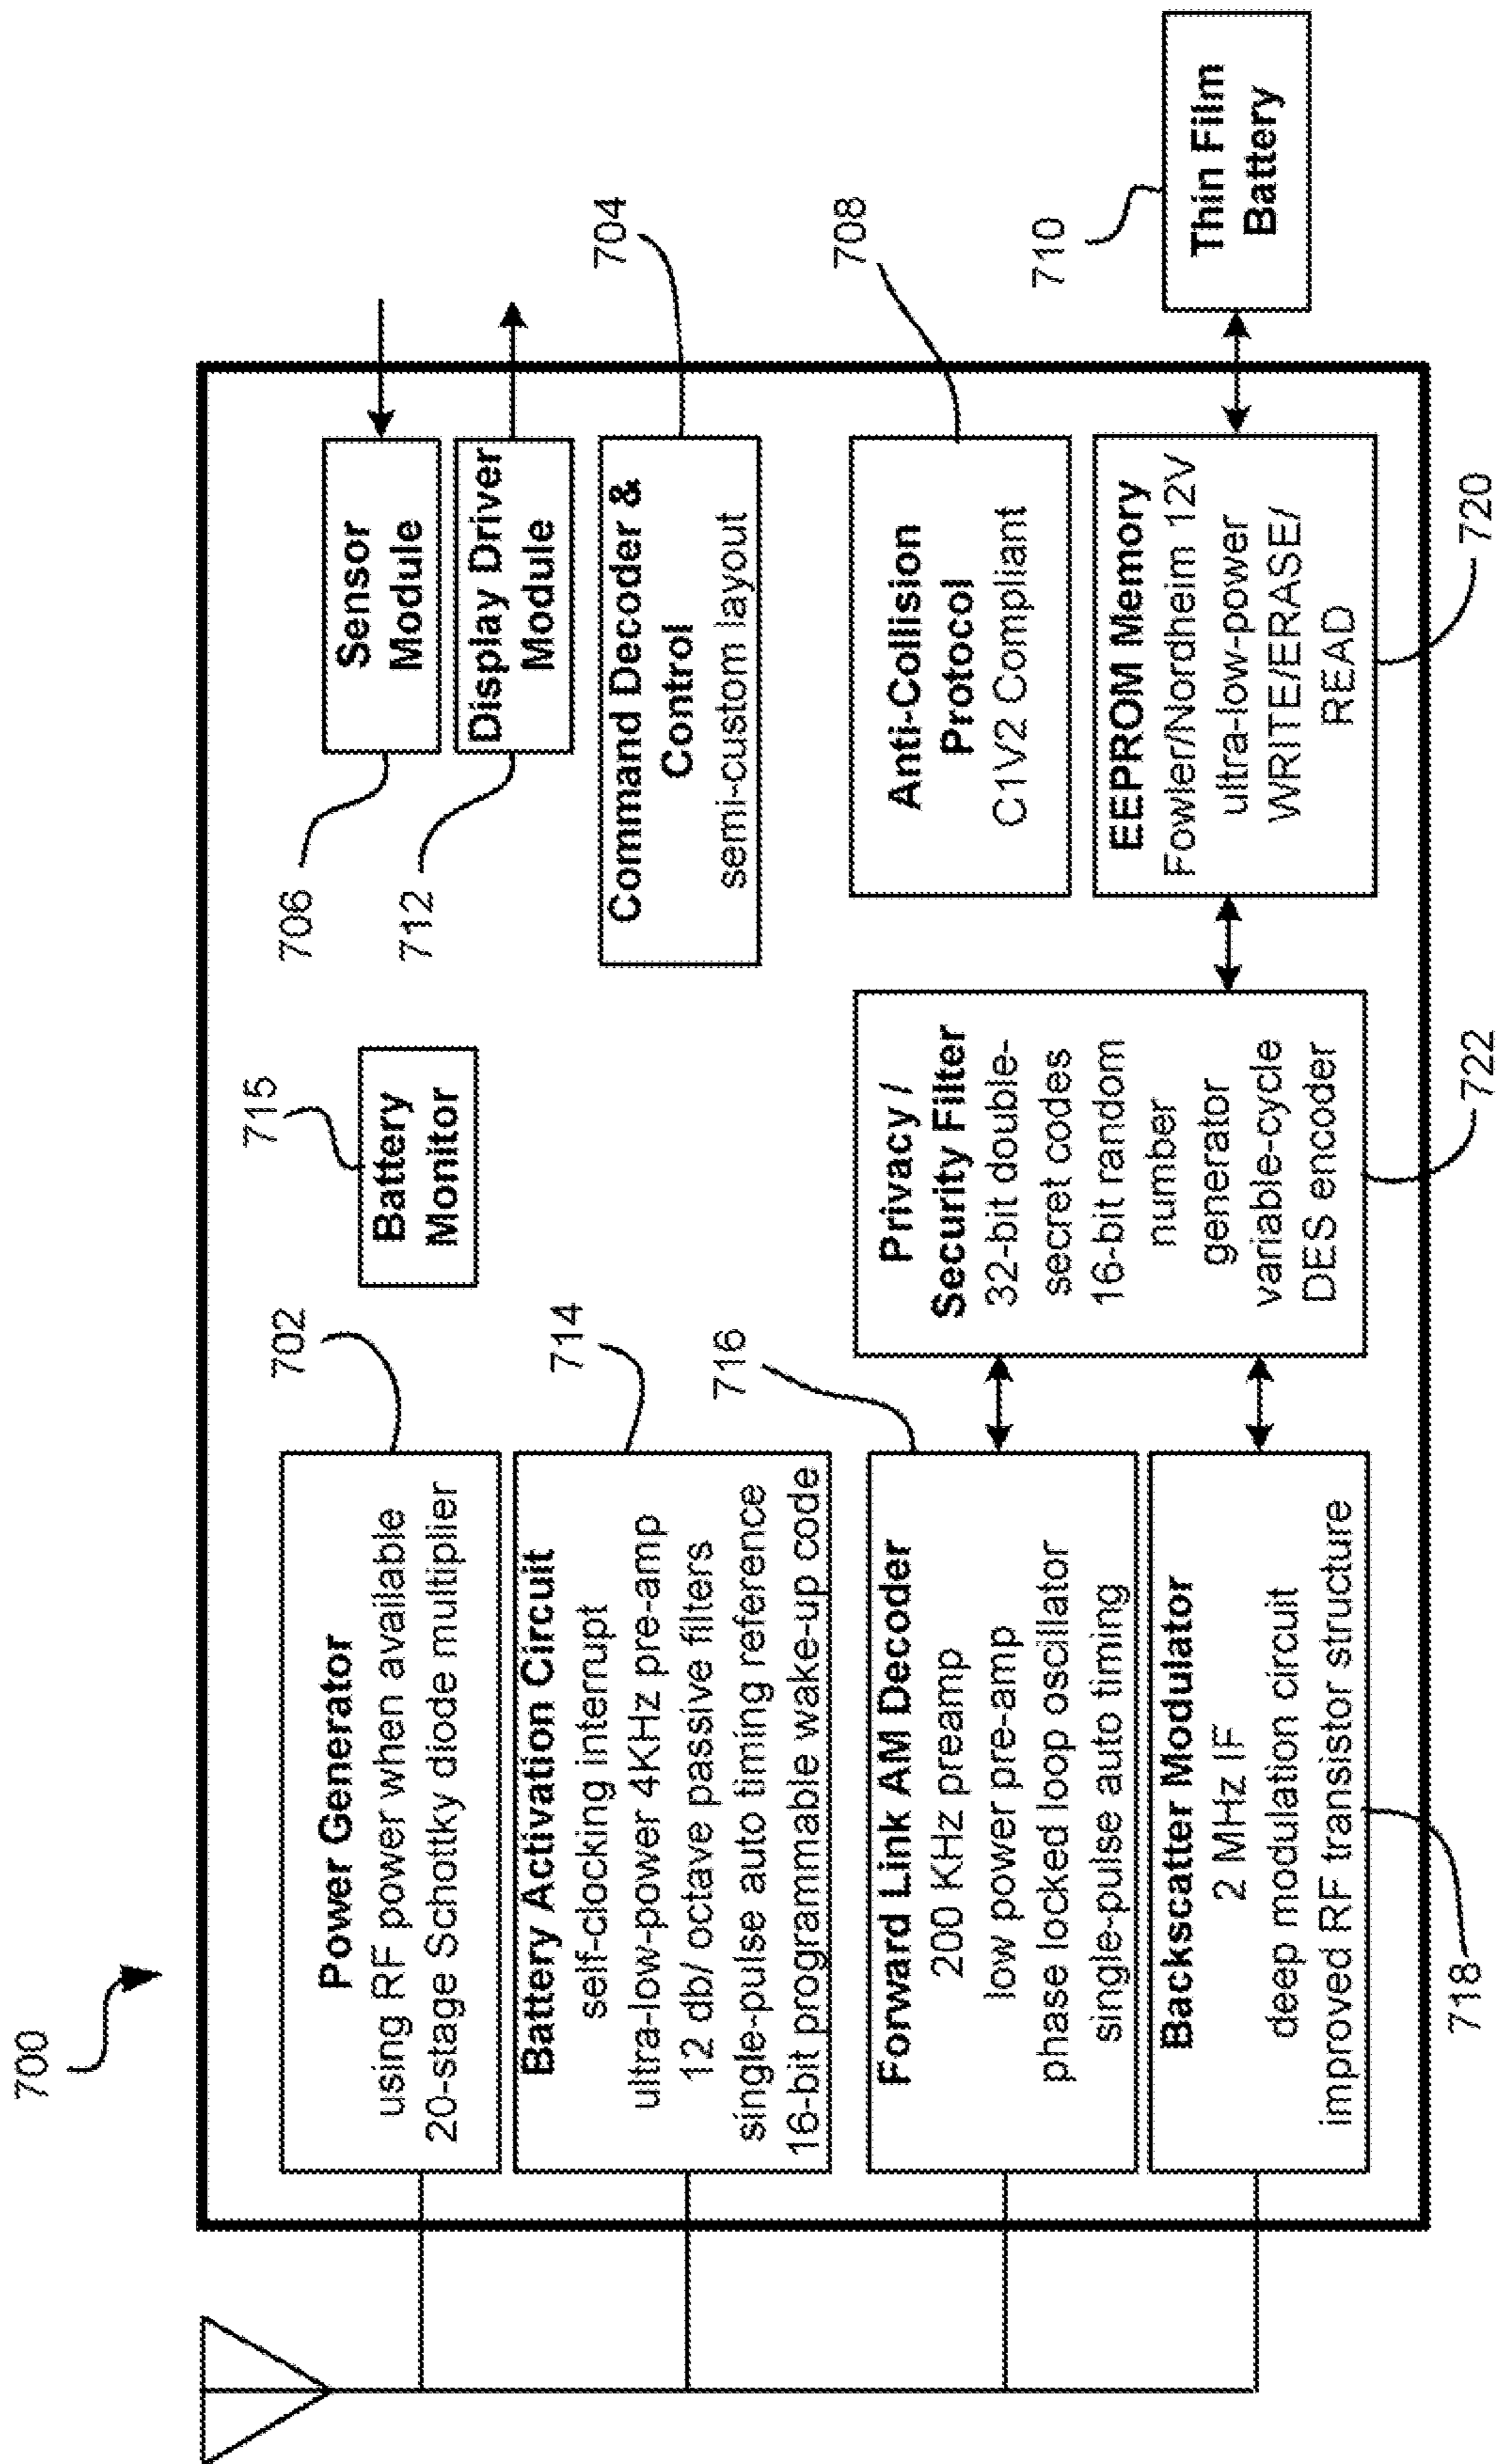 700
702
Power Generator
using RF power when available
20-stage Schottky diode multiplier
714
Battery Activation Circuit
self-clocking interrupt
ultra-low-power 4KHz pre-amp
12 db/ octave passive filters
single-pulse auto timing reference
16-bit programmable wake-up code
716
Forward Link AM Decoder
200 KHz preamp
low power pre-amp
phase locked loop oscillator
single-pulse auto timing
Backscatter Modulator
2 MHz IF
deep modulation circuit
improved RF transistor structure
718
715
Battery
Monitor
Privacy /
Security Filter
32-bit double-
secret codes
16-bit random
number
generator
variable-cycle
DES encoder
722
706
Sensor
Module
712
Display Driver
Module
704
Command Decoder &
Control
semi-custom layout
708
Anti-Collision
Protocol
C1V2 Compliant
EEPROM Memory
Fowler/Nordheim 12V
ultra-low-power
WRITE/ERASE/
READ
720
710
Thin Film
Battery